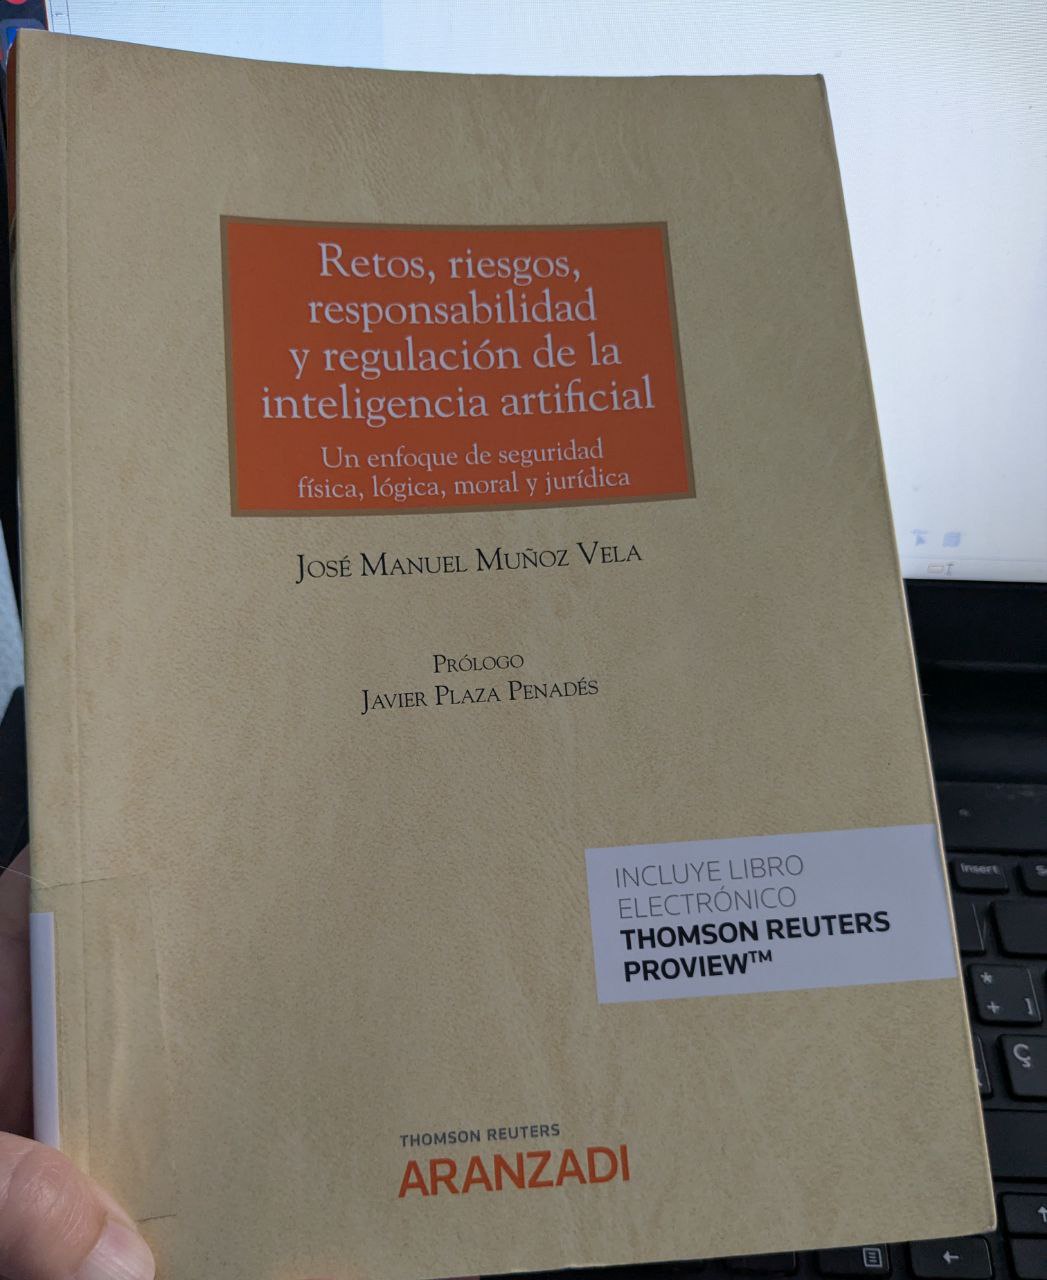 Retos, riesgos,
responsabilidad
y regulación de la
inteligencia artificial
Un enfoque de seguridad
física, lógica, moral y jurídica
JOSÉ MANUEL MUÑOZ VELA
PRÓLOGO
JAVIER PLAZA PENADÉS
INCLUYE LIBRO
ELECTRÓNICO
THOMSON REUTERS
PROVIEW™
THOMSON REUTERS
ARANZADI
Insert
*
+ ]
Ç